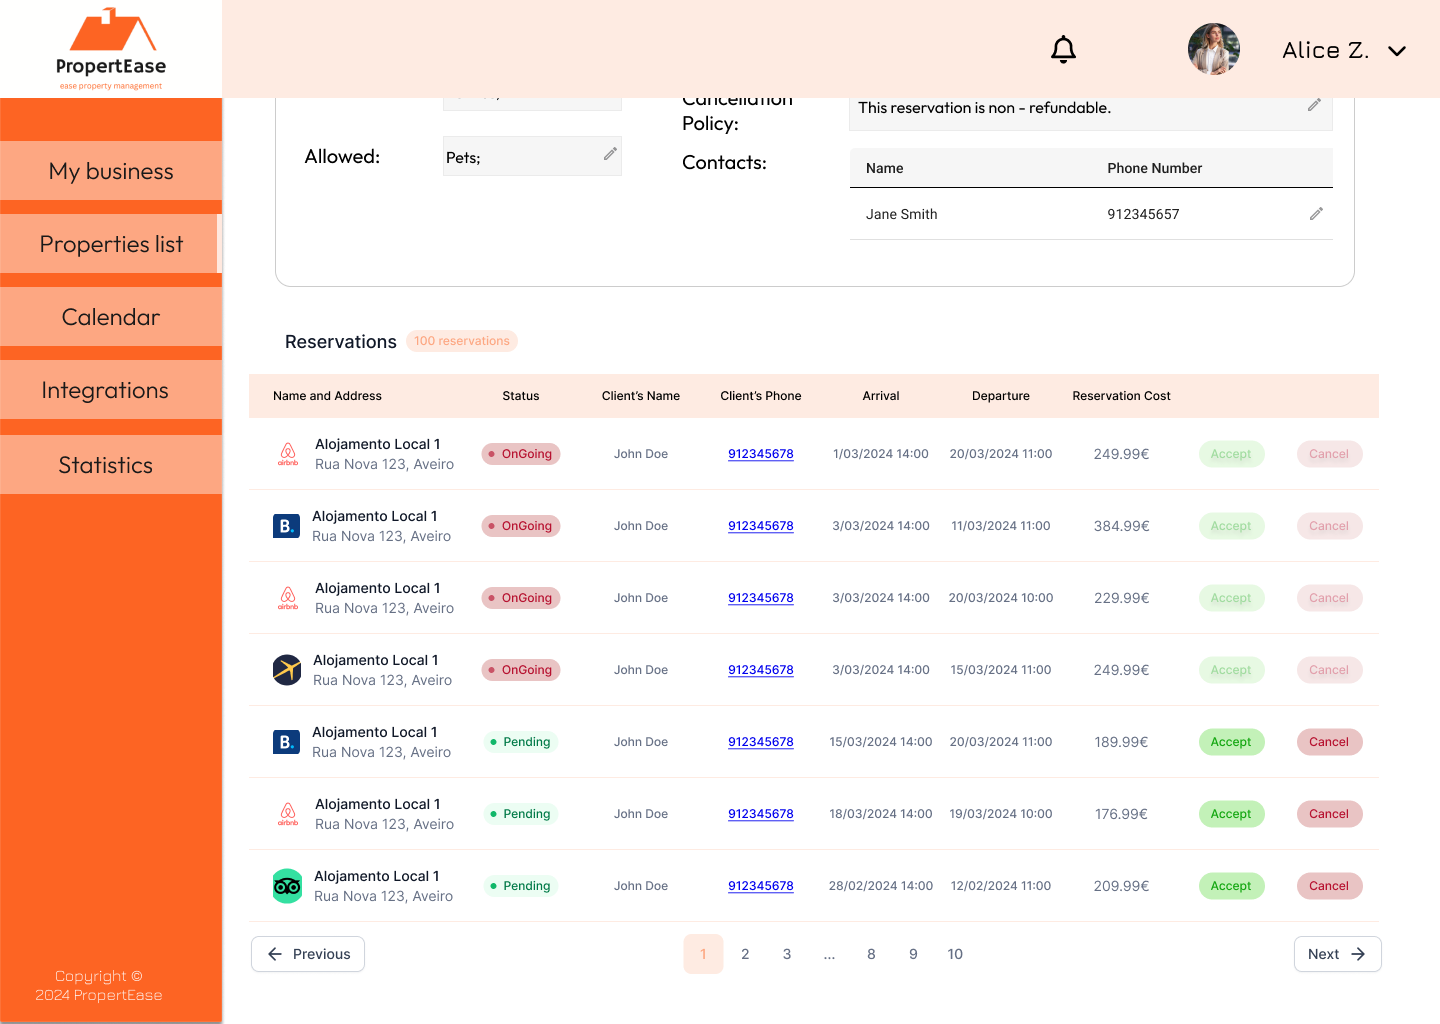 PropertEase
ease property management
Alice Z.
My business
Properties list
Calendar
Integrations
Statistics
Copyright ©
2024 PropertEase
Allowed:
Pets;
Cancellation
Policy:
This reservation is non - refundable.
Contacts:
Name Phone Number
Jane Smith 912345657
Reservations 100 reservations
Name and Address Status Client's Name Client's Phone Arrival Departure Reservation Cost
airbnb Alojamento Local 1
Rua Nova 123, Aveiro OnGoing John Doe 912345678 1/03/2024 14:00 20/03/2024 11:00 249.99€ Accept Cancel
B. Alojamento Local 1
Rua Nova 123, Aveiro OnGoing John Doe 912345678 3/03/2024 14:00 11/03/2024 11:00 384.99€ Accept Cancel
airbnb Alojamento Local 1
Rua Nova 123, Aveiro OnGoing John Doe 912345678 3/03/2024 14:00 20/03/2024 10:00 229.99€ Accept Cancel
Alojamento Local 1
Rua Nova 123, Aveiro OnGoing John Doe 912345678 3/03/2024 14:00 15/03/2024 11:00 249.99€ Accept Cancel
B. Alojamento Local 1
Rua Nova 123, Aveiro Pending John Doe 912345678 15/03/2024 14:00 20/03/2024 11:00 189.99€ Accept Cancel
airbnb Alojamento Local 1
Rua Nova 123, Aveiro Pending John Doe 912345678 18/03/2024 14:00 19/03/2024 10:00 176.99€ Accept Cancel
Alojamento Local 1
Rua Nova 123, Aveiro Pending John Doe 912345678 28/02/2024 14:00 12/02/2024 11:00 209.99€ Accept Cancel
Previous 1 2 3 ... 8 9 10 Next